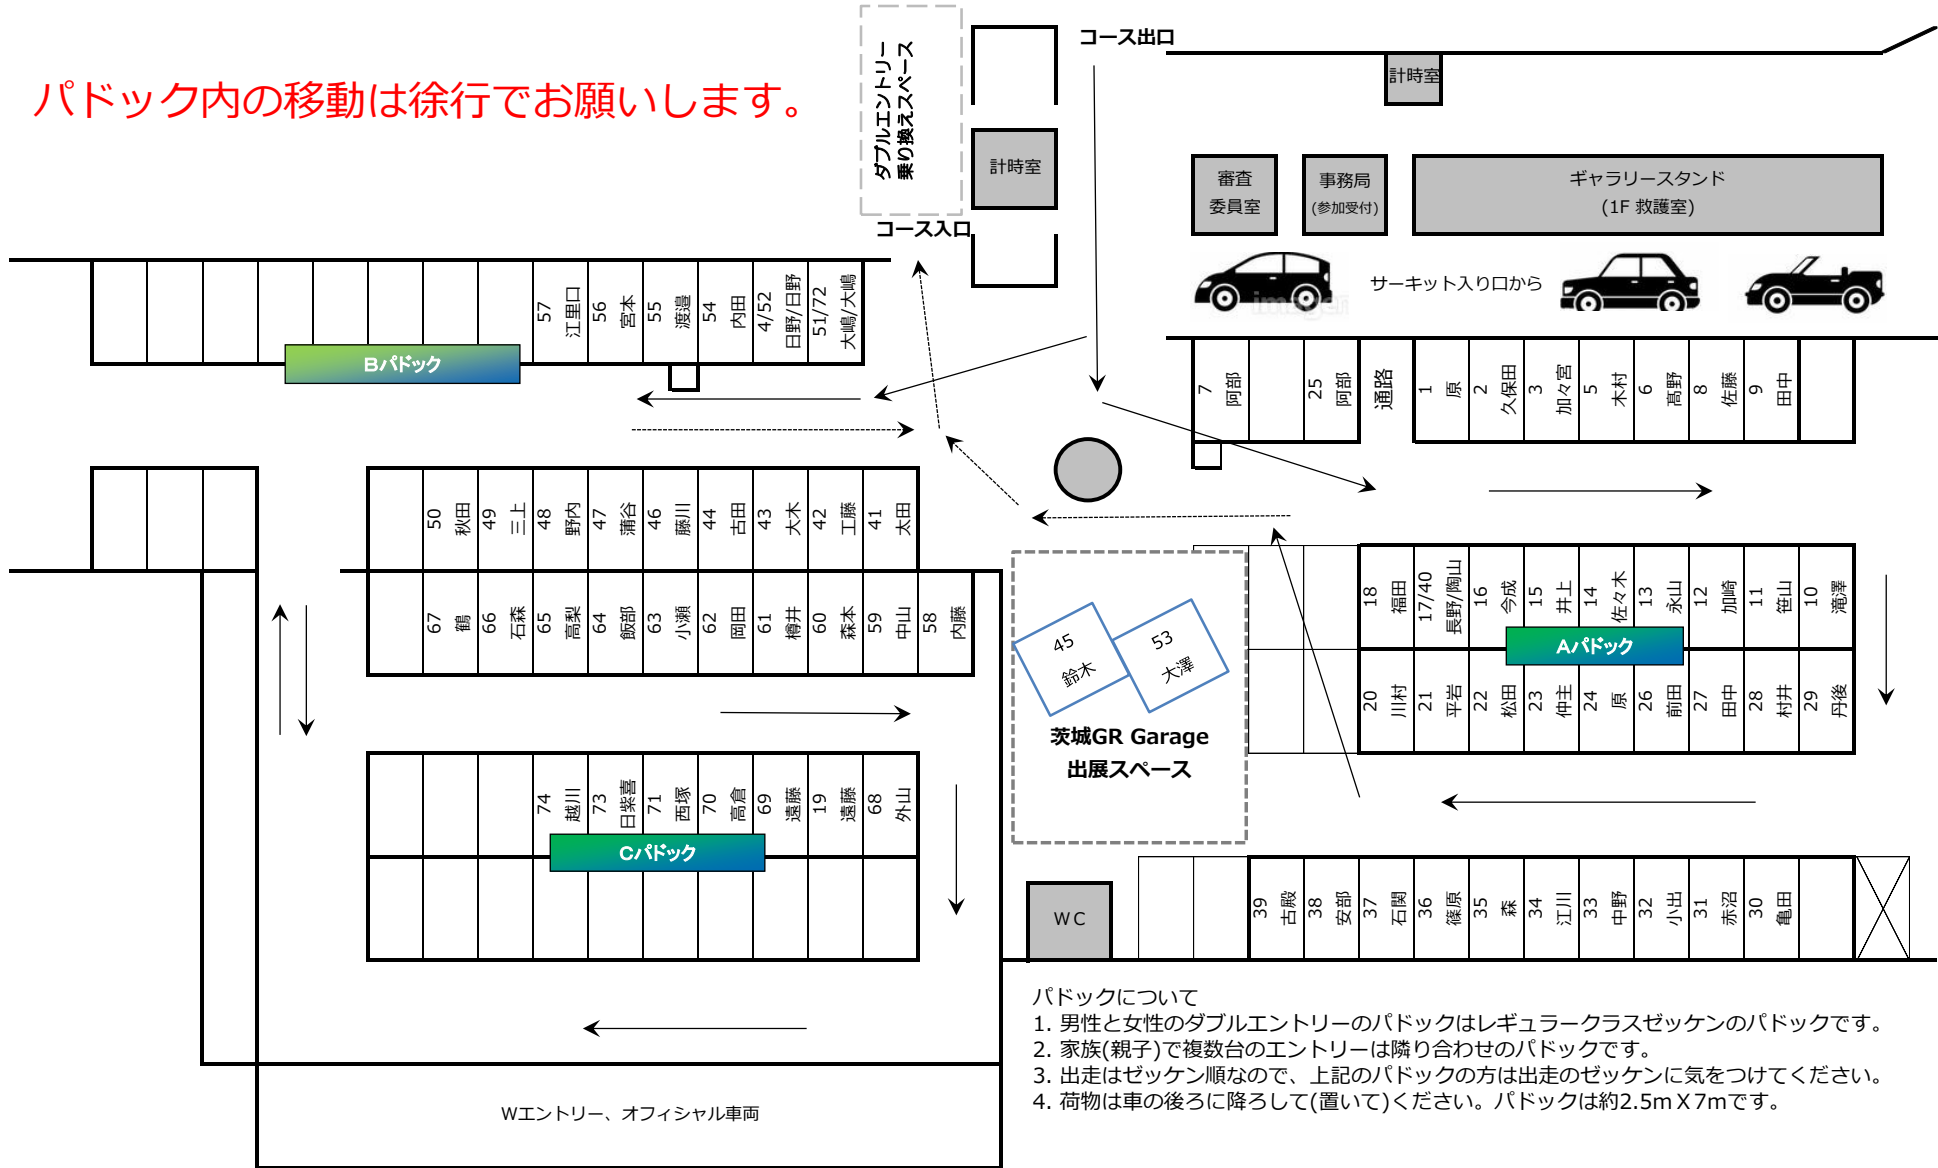 コース出口
計時室
パドック内の移動は徐行でお願いします。
ダブルエントリー
乗り換えスペース
計時室
審査
委員室
事務局
(参加受付)
ギャラリースタンド
(1F 救護室)
コース入口
サーキット入り口から
57 江里口
56 宮本
55 渡邉
54 内田
4/52 日野/日野
51/72 大嶋/大嶋
Bパドック
7 阿部
25 阿部
通路
1 原
2 久保田
3 加々宮
5 木村
6 髙野
8 佐藤
9 田中
50 秋田
49 三上
48 野内
47 蒲谷
46 藤川
44 古田
43 大木
42 工藤
41 太田
67 鶴
66 石森
65 高梨
64 飯部
63 小瀬
62 岡田
61 樽井
60 森本
59 中山
58 内藤
18 福田
17/40 長野/陶山
16 今成
15 井上
14 佐々木
13 永山
12 加崎
11 笹山
10 滝澤
Aパドック
20 川村
21 平岩
22 松田
23 仲主
24 原
26 前田
27 田中
28 村井
29 丹後
45
鈴木
53
大澤
茨城GR Garage
出展スペース
74 越川
73 日紫喜
71 西塚
70 高倉
69 遠藤
19 遠藤
68 外山
Cパドック
WC
39 古殿
38 安部
37 石関
36 篠原
35 森
34 江川
33 中野
32 小出
31 赤沼
30 亀田
パドックについて
1. 男性と女性のダブルエントリーのパドックはレギュラークラスゼッケンのパドックです。
2. 家族(親子)で複数台のエントリーは隣り合わせのパドックです。
3. 出走はゼッケン順なので、上記のパドックの方は出走のゼッケンに気をつけてください。
4. 荷物は車の後ろに降ろして(置いて)ください。パドックは約2.5m X 7mです。
Wエントリー、オフィシャル車両